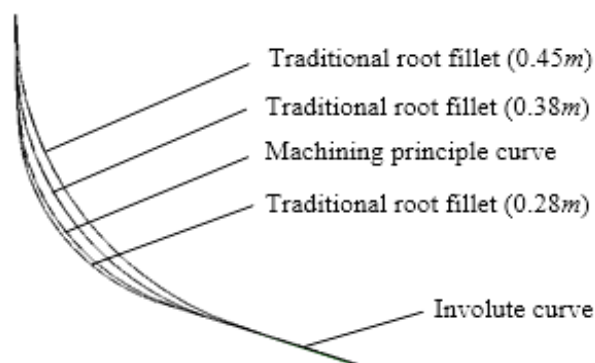 Traditional root fillet (0.45m)
Traditional root fillet (0.38m)
Machining principle curve
Traditional root fillet (0.28m)
Involute curve